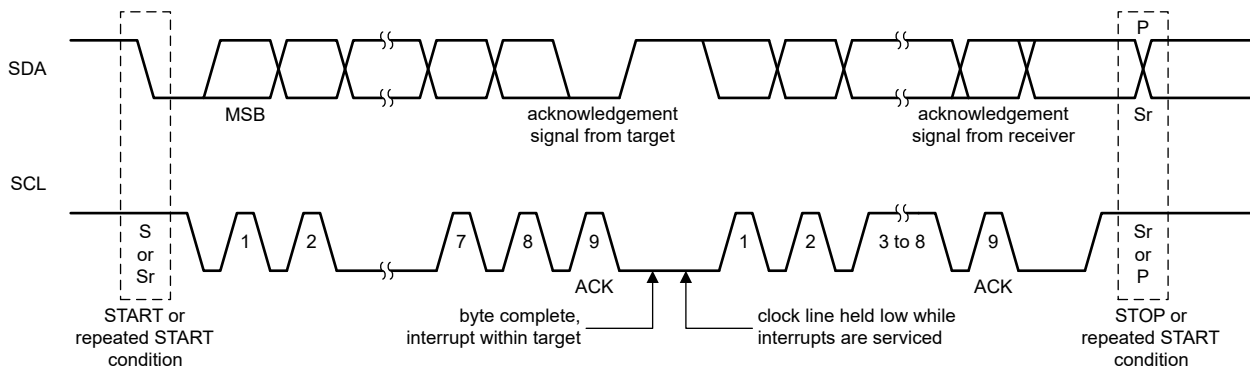 P
SDA
MSB
acknowledgement
signal from target
acknowledgement
signal from receiver
Sr
SCL
S
or
Sr
1
2
7
8
9
1
2
3 to 8
9
Sr
or
P
ACK
ACK
START or
repeated START
condition
byte complete,
interrupt within target
clock line held low while
interrupts are serviced
STOP or
repeated START
condition